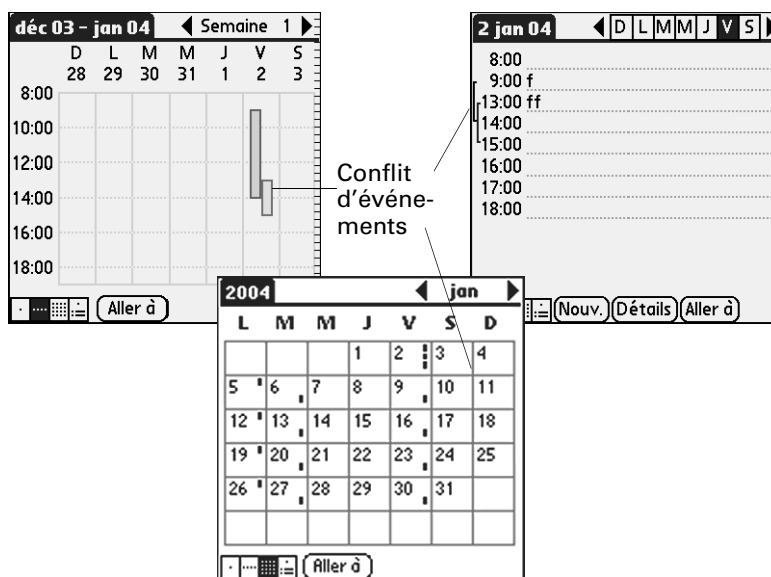 déc 03 - jan 04 Semaine 1
D L M M J V S
28 29 30 31 1 2 3
8:00
10:00
12:00
14:00
16:00
18:00
Aller à
2 jan 04 D L M M J V S
8:00
9:00 f
13:00 ff
14:00
15:00
16:00
17:00
18:00
Nouv. Détails Aller à
Conflit
d'événe-
ments
2004 jan
L M M J V S D
1 2 3 4
5 6 7 8 9 10 11
12 13 14 15 16 17 18
19 20 21 22 23 24 25
26 27 28 29 30 31
Aller à